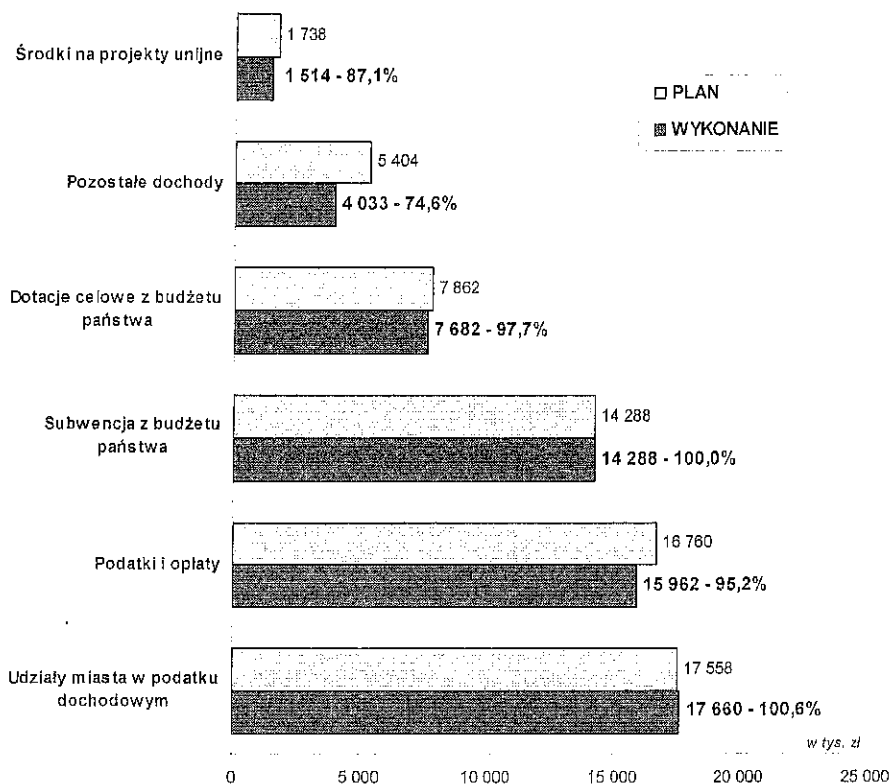 1 738
Środki na projekty unijne
1 514 - 87,1%
PLAN
WYKONANIE
5 404
Pozostałe dochody
4 033 - 74,6%
7 862
Dotacje celowe z budżetu
państwa
7 682 - 97,7%
14 288
Subwencja z budżetu
państwa
14 288 - 100,0%
16 760
Podatki i opłaty
15 962 - 95,2%
17 558
Udziały miasta w podatku
dochodowym
17 660 - 100,6%
w tys. zł
0 5 000 10 000 15 000 20 000 25 000